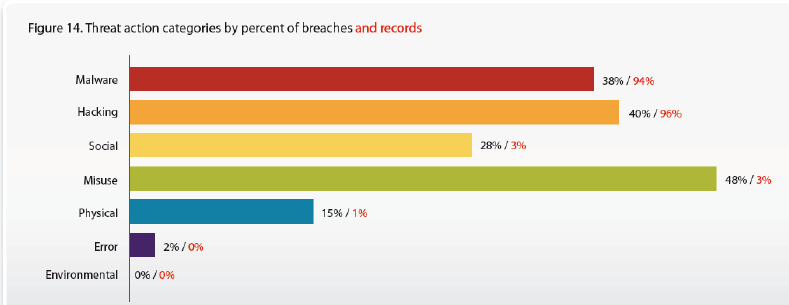 Figure 14. Threat action categories by percent of breaches and records
Malware 38% / 94%
Hacking 40% / 96%
Social 28% / 3%
Misuse 48% / 3%
Physical 15% / 1%
Error 2% / 0%
Environmental 0% / 0%